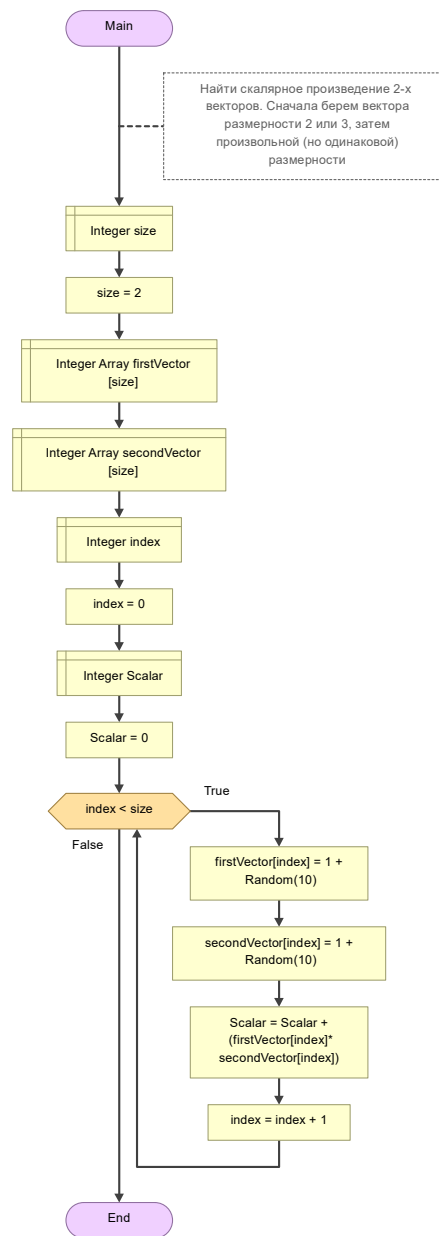 Main
Найти скалярное произведение 2-х
векторов. Сначала берем вектора
размерности 2 или 3, затем
произвольной (но одинаковой)
размерности
Integer size
size = 2
Integer Array firstVector
[size]
Integer Array secondVector
[size]
Integer index
index = 0
Integer Scalar
Scalar = 0
index < size
True
False
firstVector[index] = 1 +
Random(10)
secondVector[index] = 1 +
Random(10)
Scalar = Scalar +
(firstVector[index]*
secondVector[index])
index = index + 1
End